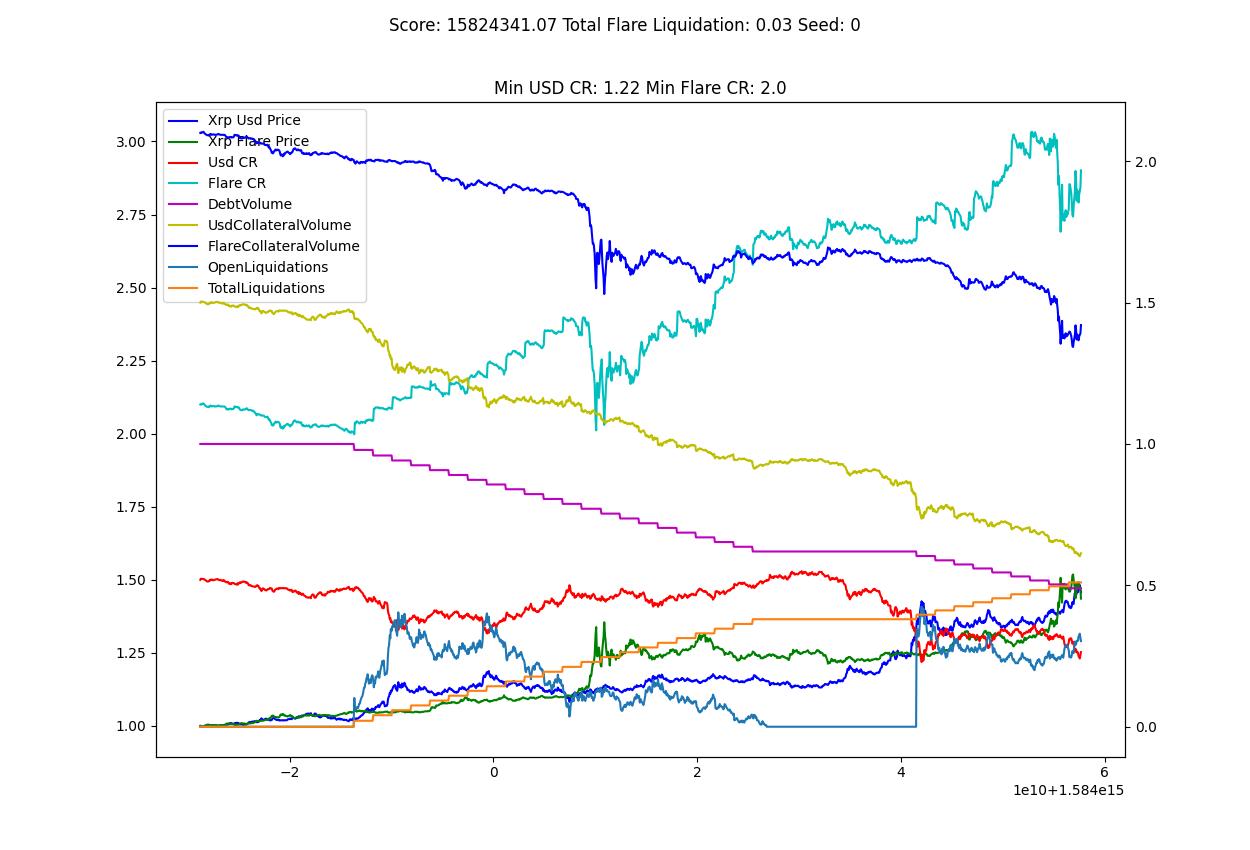 Score: 15824341.07 Total Flare Liquidation: 0.03 Seed: 0
Min USD CR: 1.22 Min Flare CR: 2.0
Xrp Usd Price
Xrp Flare Price
Usd CR
Flare CR
DebtVolume
UsdCollateralVolume
FlareCollateralVolume
OpenLiquidations
TotalLiquidations
3.00
2.75
2.50
2.25
2.00
1.75
1.50
1.25
1.00
2.0
1.5
1.0
0.5
0.0
−2 0 2 4 6
1e10+1.584e15